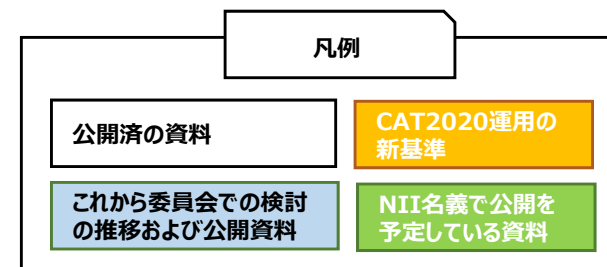 凡例
公開済の資料
CAT2020運用の
新基準
これから委員会での検討
の推移および公開資料
NII名義で公開を
予定している資料